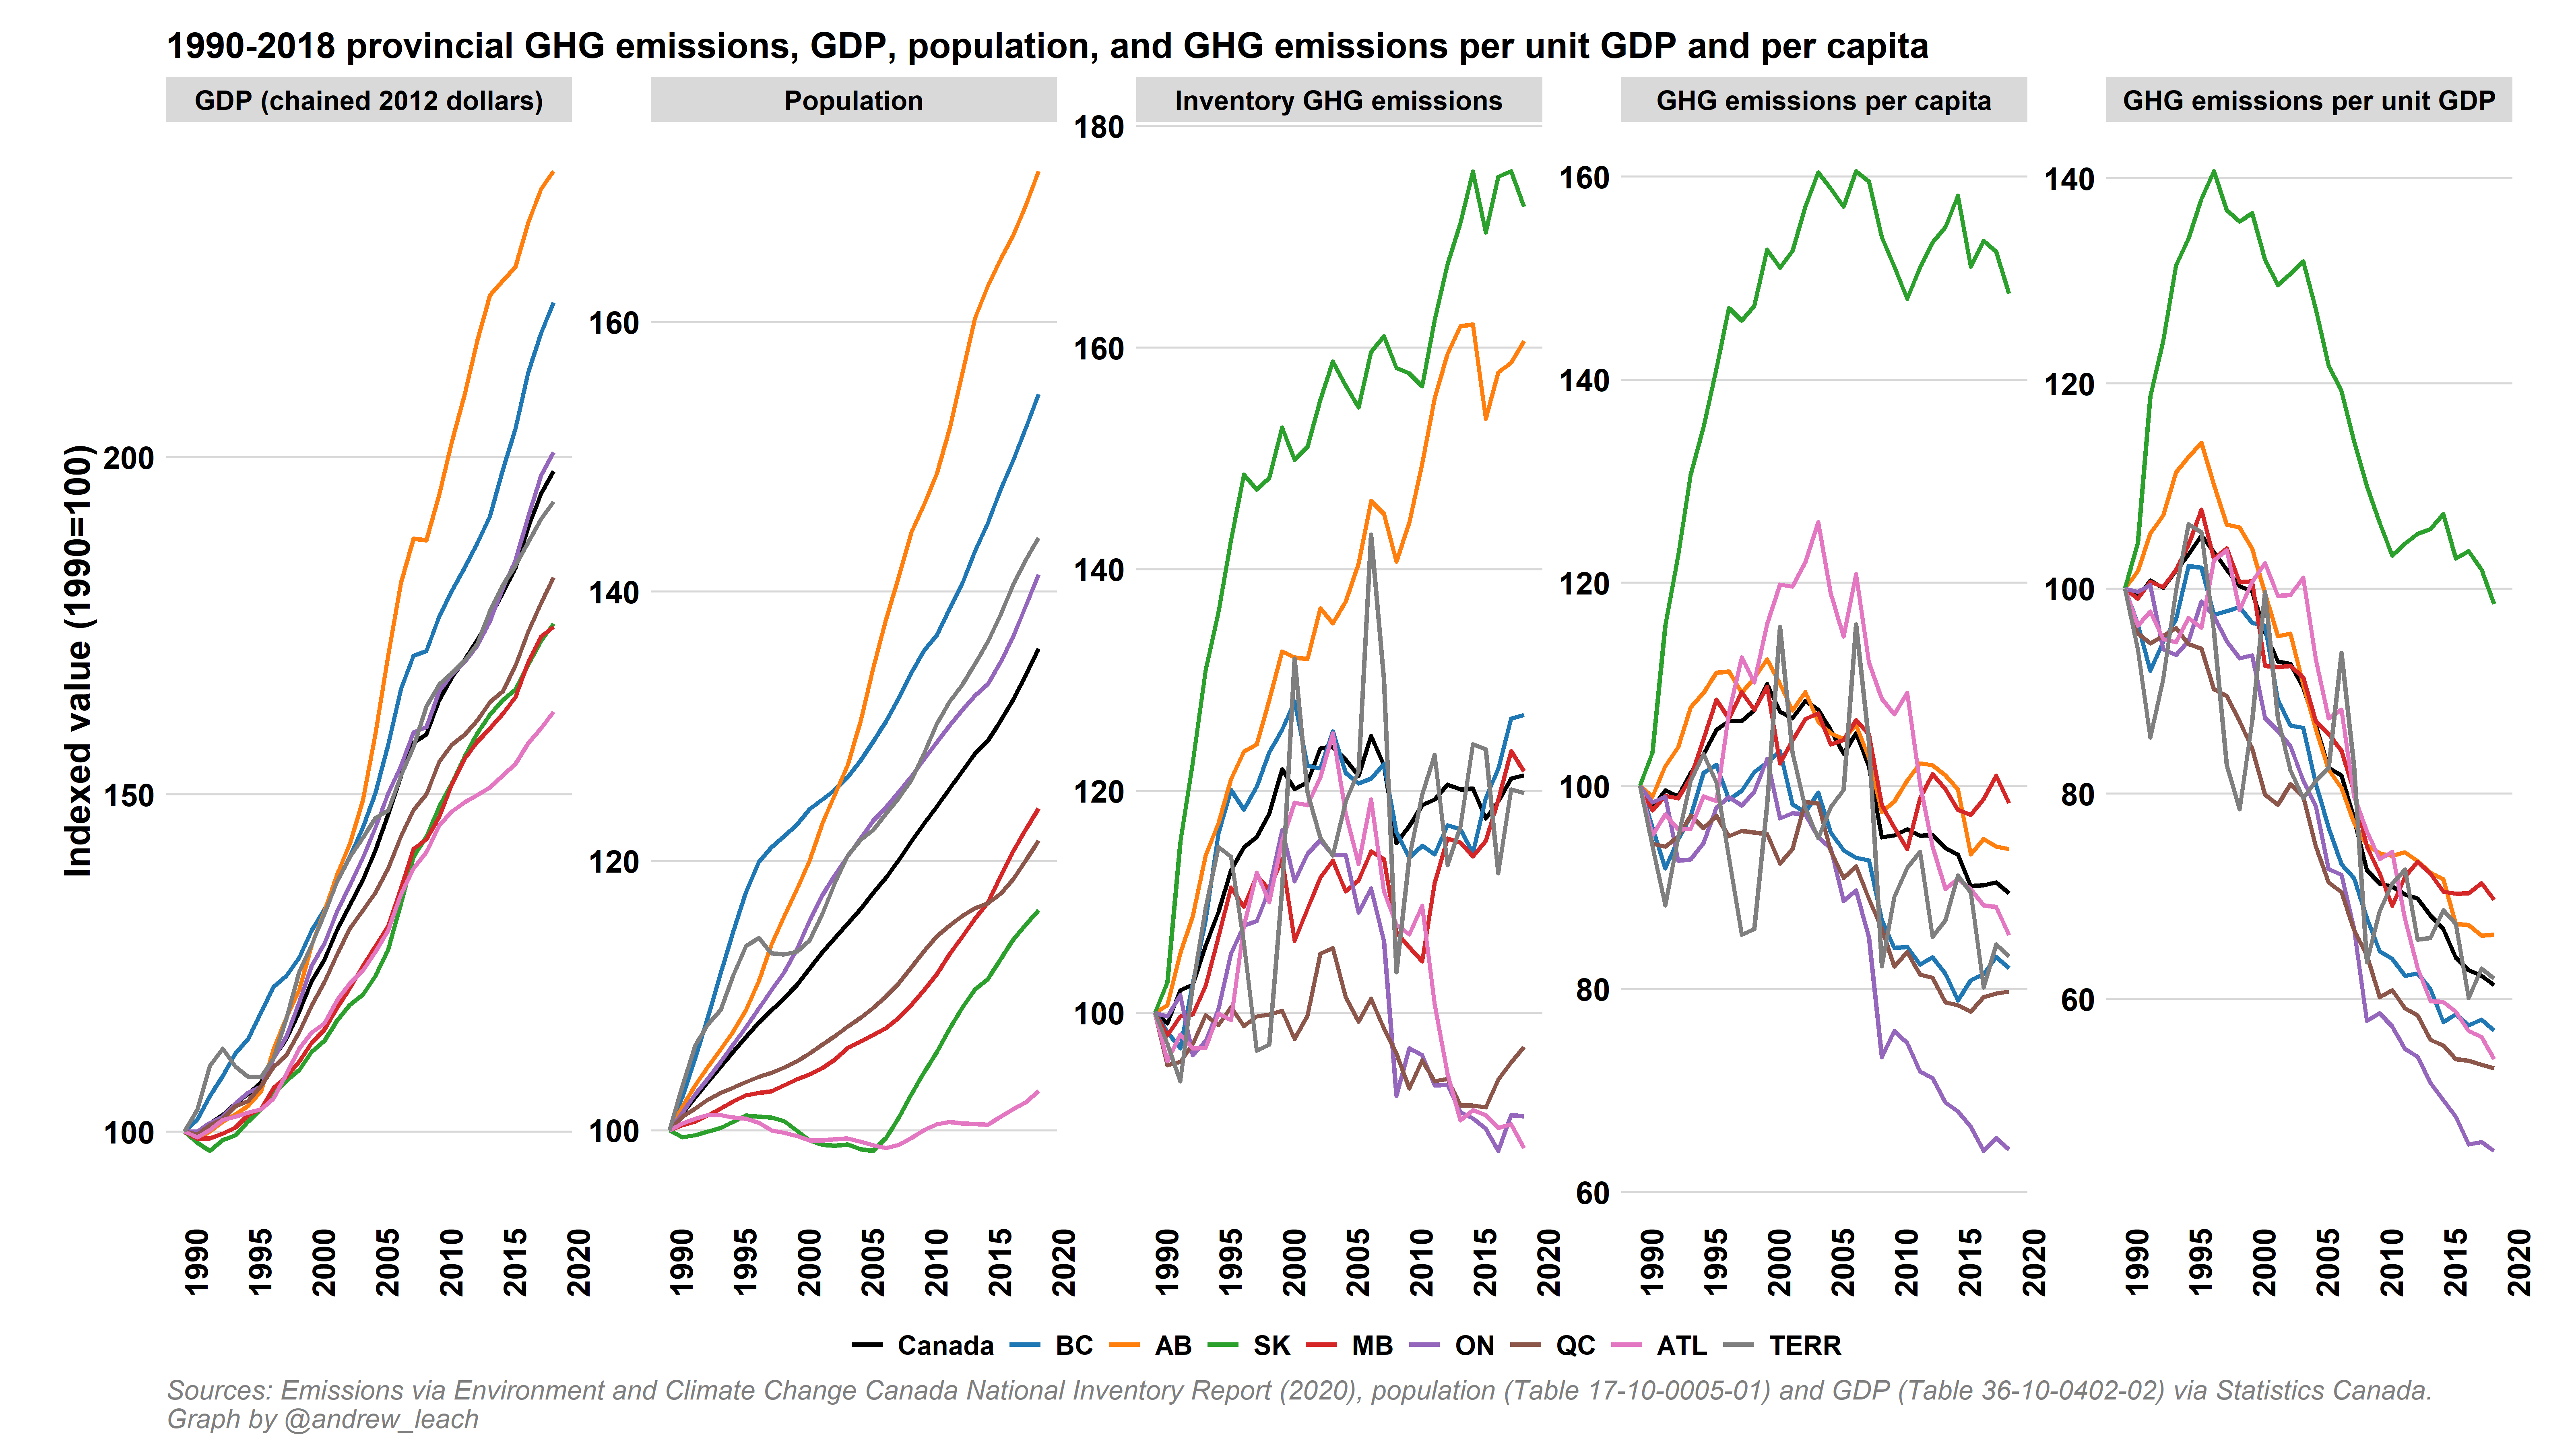 1990-2018 provincial GHG emissions, GDP, population, and GHG emissions per unit GDP and per capita
GDP (chained 2012 dollars)
Population
Inventory GHG emissions
GHG emissions per capita
GHG emissions per unit GDP
Indexed value (1990=100)
200
150
100
1990 1995 2000 2005 2010 2015 2020
160
140
120
100
1990 1995 2000 2005 2010 2015 2020
180
160
140
120
100
1990 1995 2000 2005 2010 2015 2020
160
140
120
100
80
60
1990 1995 2000 2005 2010 2015 2020
140
120
100
80
60
1990 1995 2000 2005 2010 2015 2020
Canada BC AB SK MB ON QC ATL TERR
Sources: Emissions via Environment and Climate Change Canada National Inventory Report (2020), population (Table 17-10-0005-01) and GDP (Table 36-10-0402-02) via Statistics Canada.
Graph by @andrew_leach